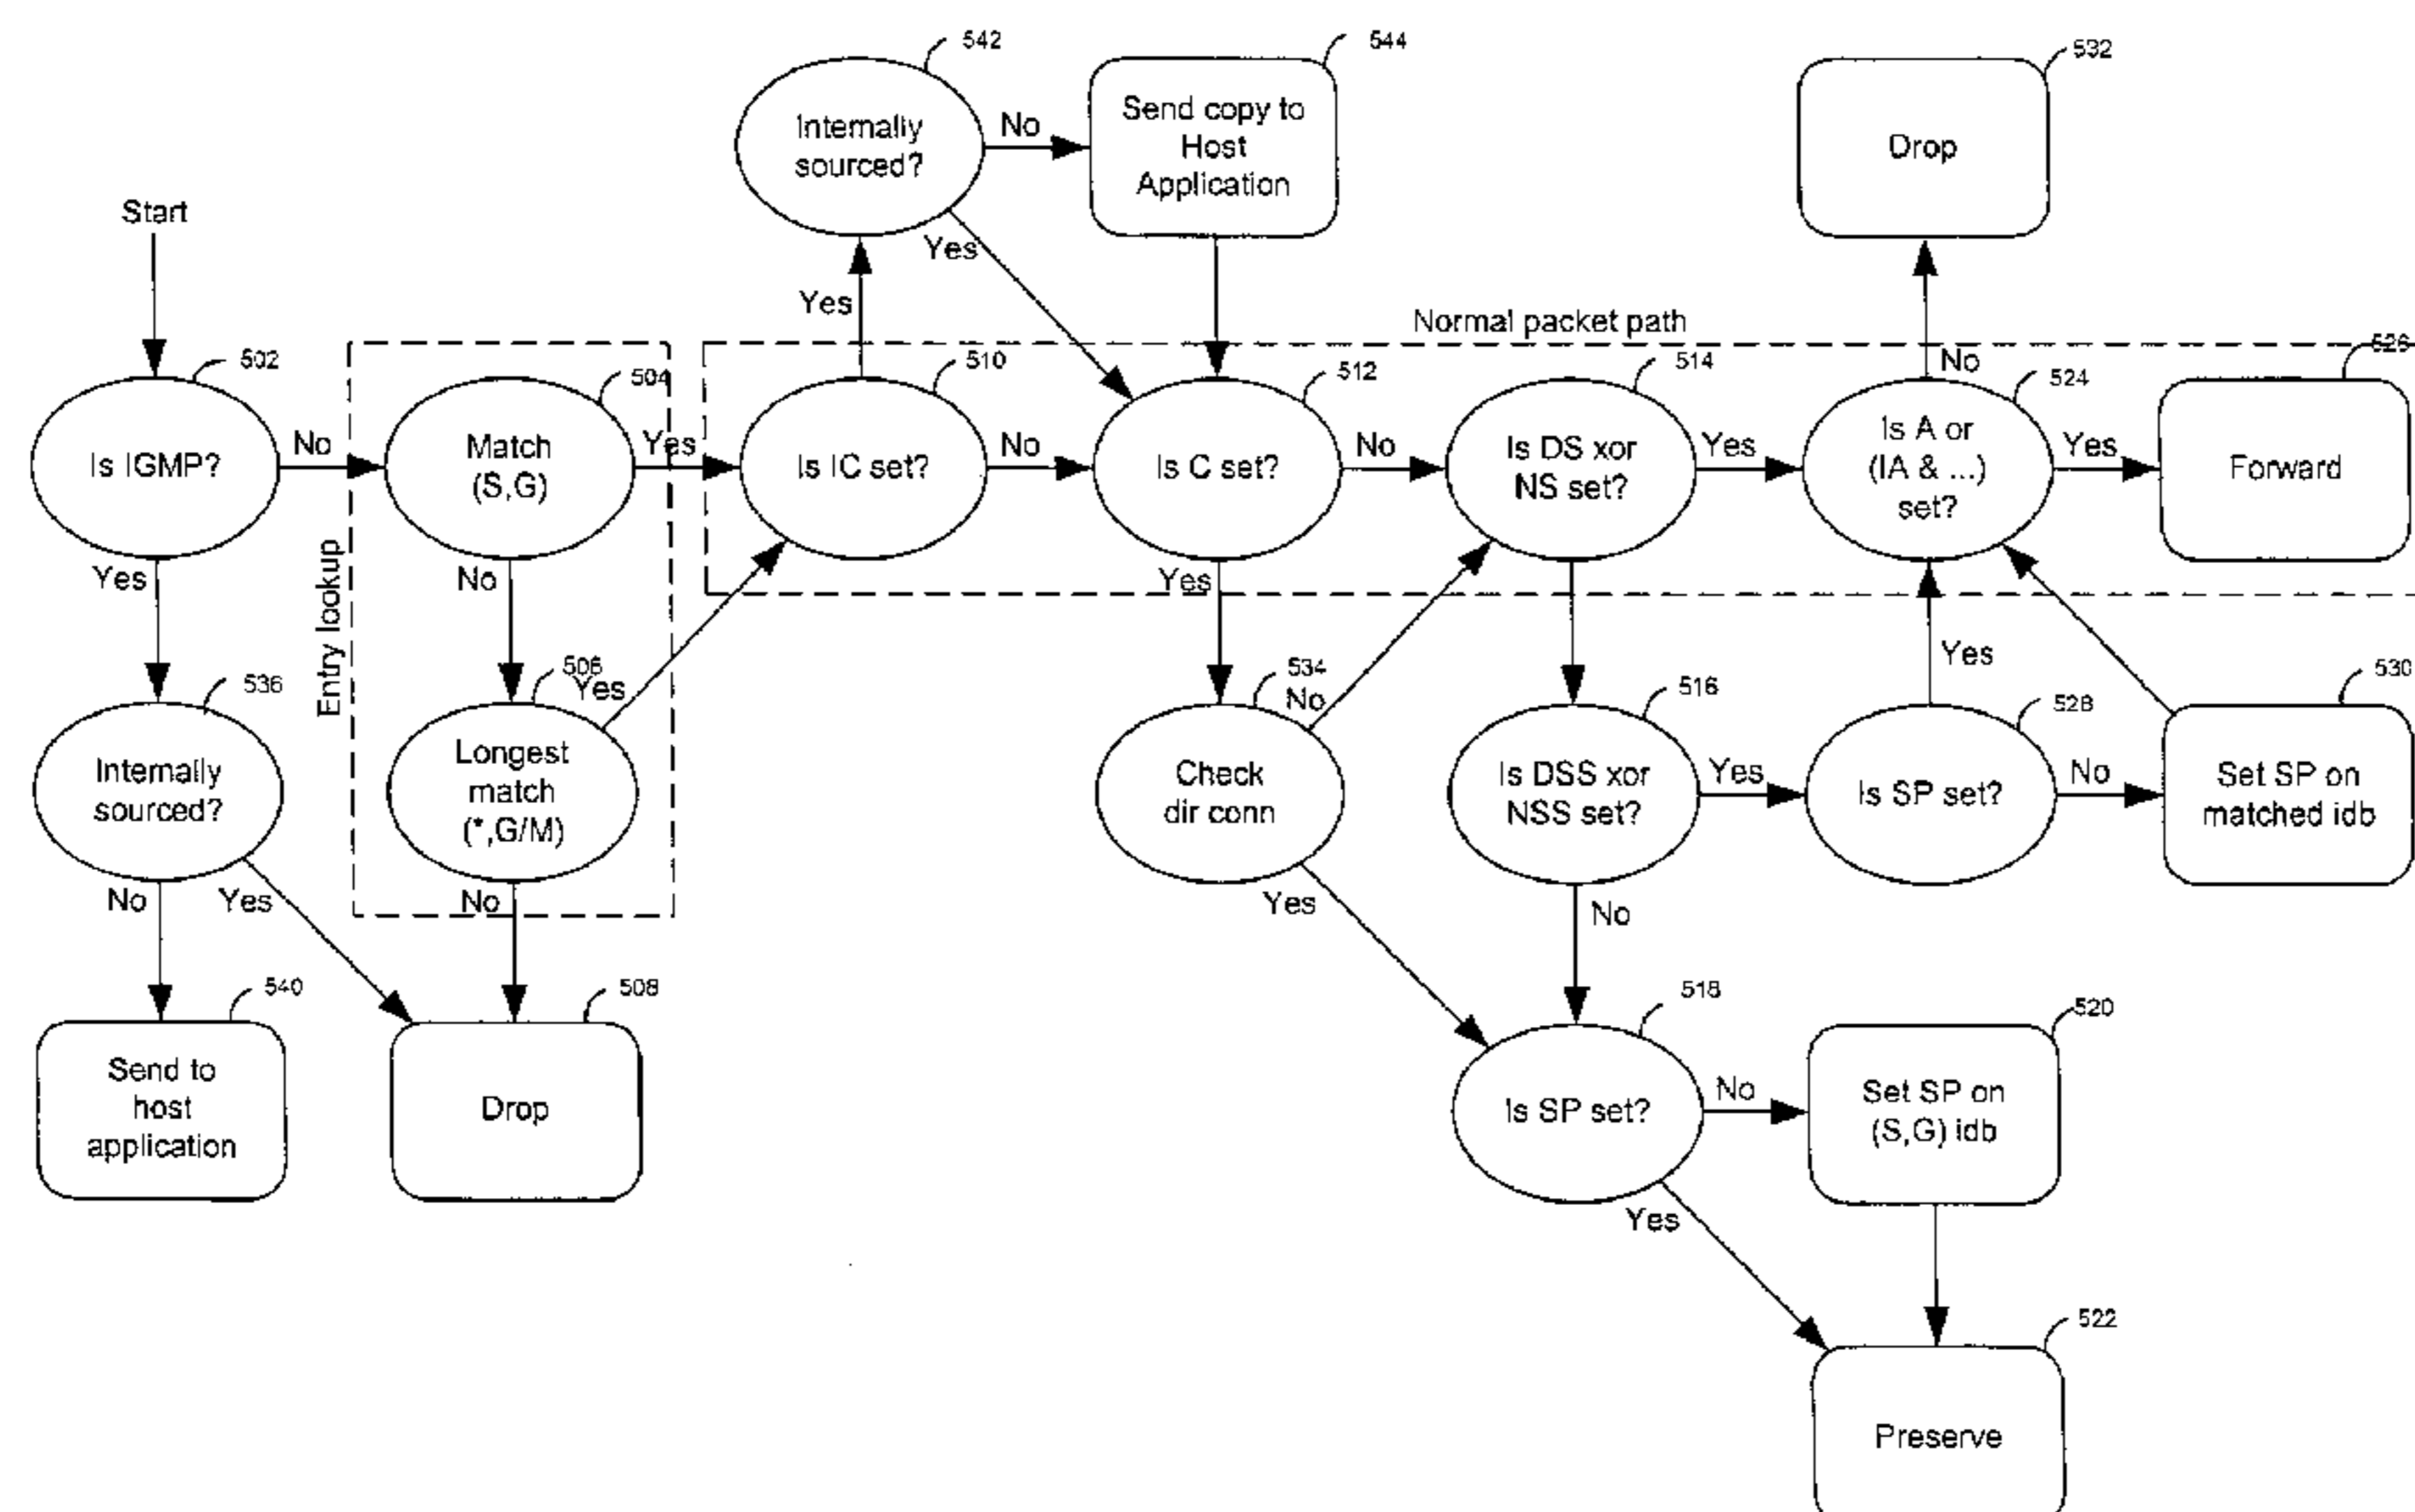 542
544
532
Internally
sourced?
No
Send copy to
Host
Application
Drop
Start
Yes
Yes
Normal packet path
No
502
504
510
512
514
524
526
Is IGMP?
No
Match
(S,G)
Yes
Is IC set?
No
Is C set?
No
Is DS xor
NS set?
Yes
Is A or
(IA & ...)
set?
Yes
Forward
Yes
No
Yes
Entry lookup
536
506
Yes
534
No
516
Yes
528
530
Internally
sourced?
Longest
match
(*,G/M)
Check
dir conn
Is DSS xor
NSS set?
Yes
Is SP set?
No
Set SP on
matched idb
No
Yes
No
Yes
No
540
508
518
520
Send to
host
application
Drop
Is SP set?
No
Set SP on
(S,G) idb
Yes
522
Preserve